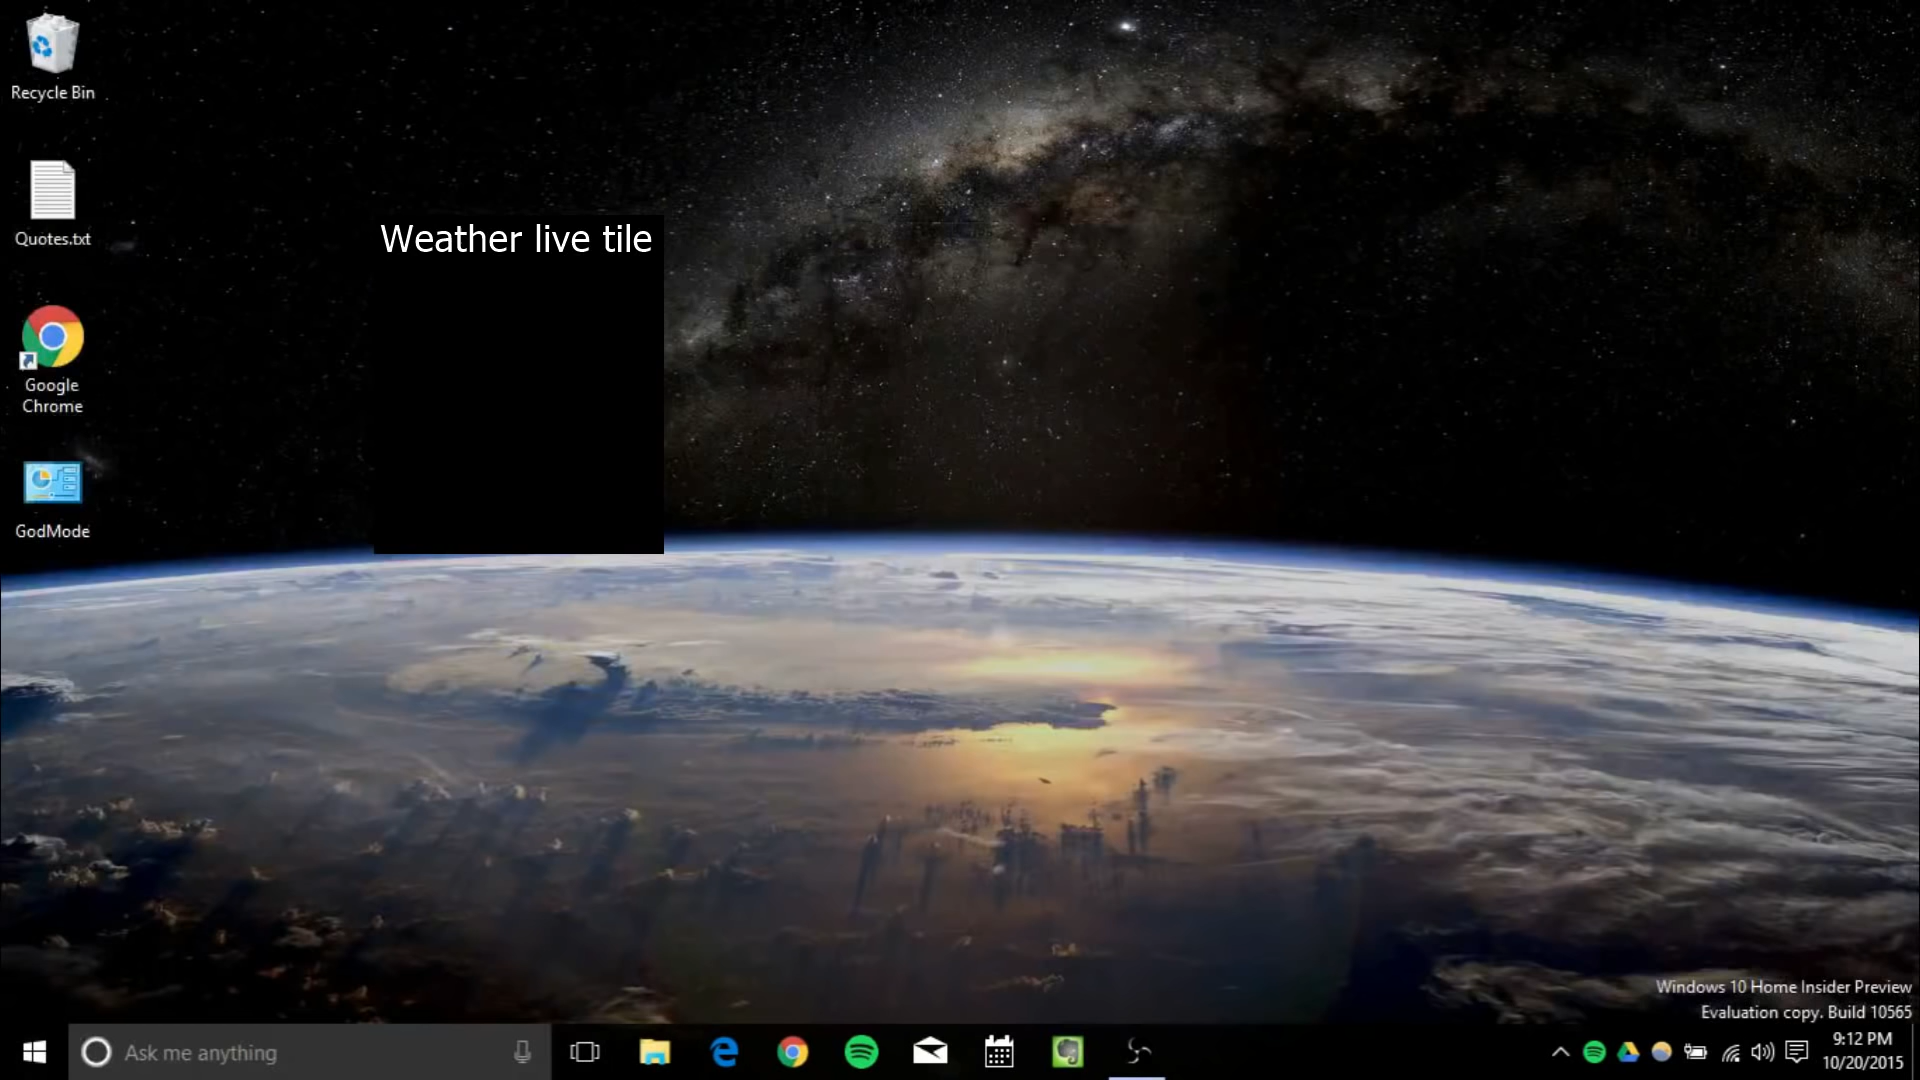 Recycle Bin
Quotes.txt
Weather live tile
Google
Chrome
GodMode
Windows 10 Home Insider Preview
Evaluation copy. Build 10565
Ask me anything
9:12 PM
10/20/2015